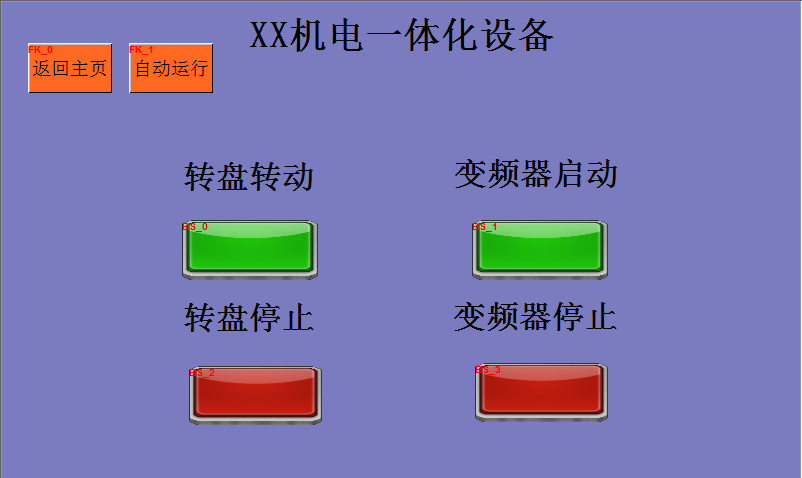 XX机电一体化设备
FK_0
返回主页
FK_1
自动运行
转盘转动
变频器启动
BS_0
BS_1
转盘停止
变频器停止
BS_2
BS_3